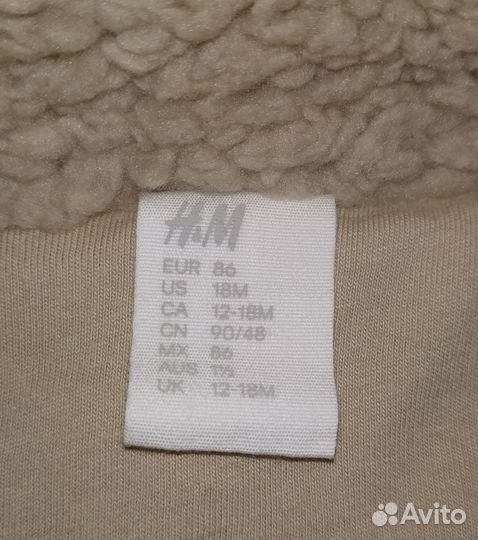 H&M
EUR 86
US 18M
CA 12-18M
CN 90/48
MX 86
AUS 1½
UK 12-18M
Avito